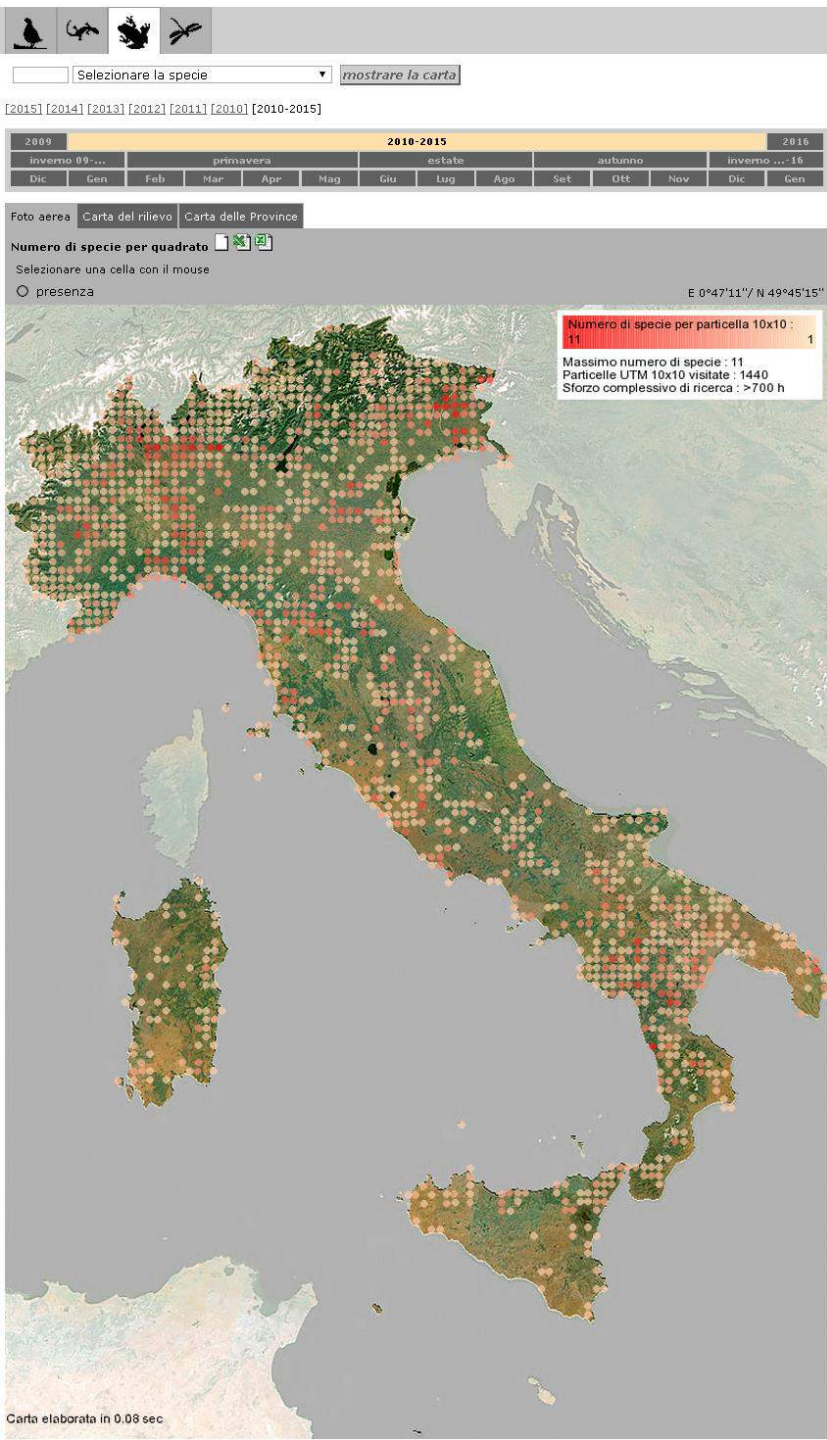 Selezionare la specie mostrare la carta
[2015] [2014] [2013] [2012] [2011] [2010] [2010-2015]
2009 2010-2015 2016
inverno 09-... primavera estate autunno inverno ...-16
Dic Gen Feb Mar Apr Mag Giu Lug Ago Set Ott Nov Dic Gen
Foto aerea Carta del rilievo Carta delle Province
Numero di specie per quadrato
Selezionare una cella con il mouse
presenza E 0°47'11"/ N 49°45'15"
Numero di specie per particella 10x10 :
11 1
Massimo numero di specie : 11
Particelle UTM 10x10 visitate : 1440
Sforzo complessivo di ricerca : >700 h
Carta elaborata in 0.08 sec